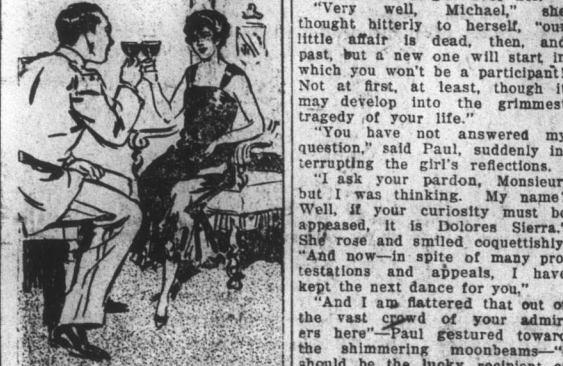 "Very well, Michael," she
thought bitterly to herself, "our
little affair is dead, then, and
past, but a new one will start in
which you won't be a participant!
Not at first, at least, though it
may develop into the grimmest
tragedy of your life."
"You have not answered my
question," said Paul, suddenly in
terrupting the girl's reflections.
"I ask your pardon, Monsieur
but I was thinking. My name
Well, if your curiosity must be
appeased, it is Dolores Sierra."
She rose and smiled coquettishly
"And now—in spite of many pro
testations and appeals, I have
kept the next dance for you."
"And I am flattered that out of
the vast crowd of your admir
ers here"—Paul gestured toward
the shimmering moonbeams—"
should be the lucky recipient of